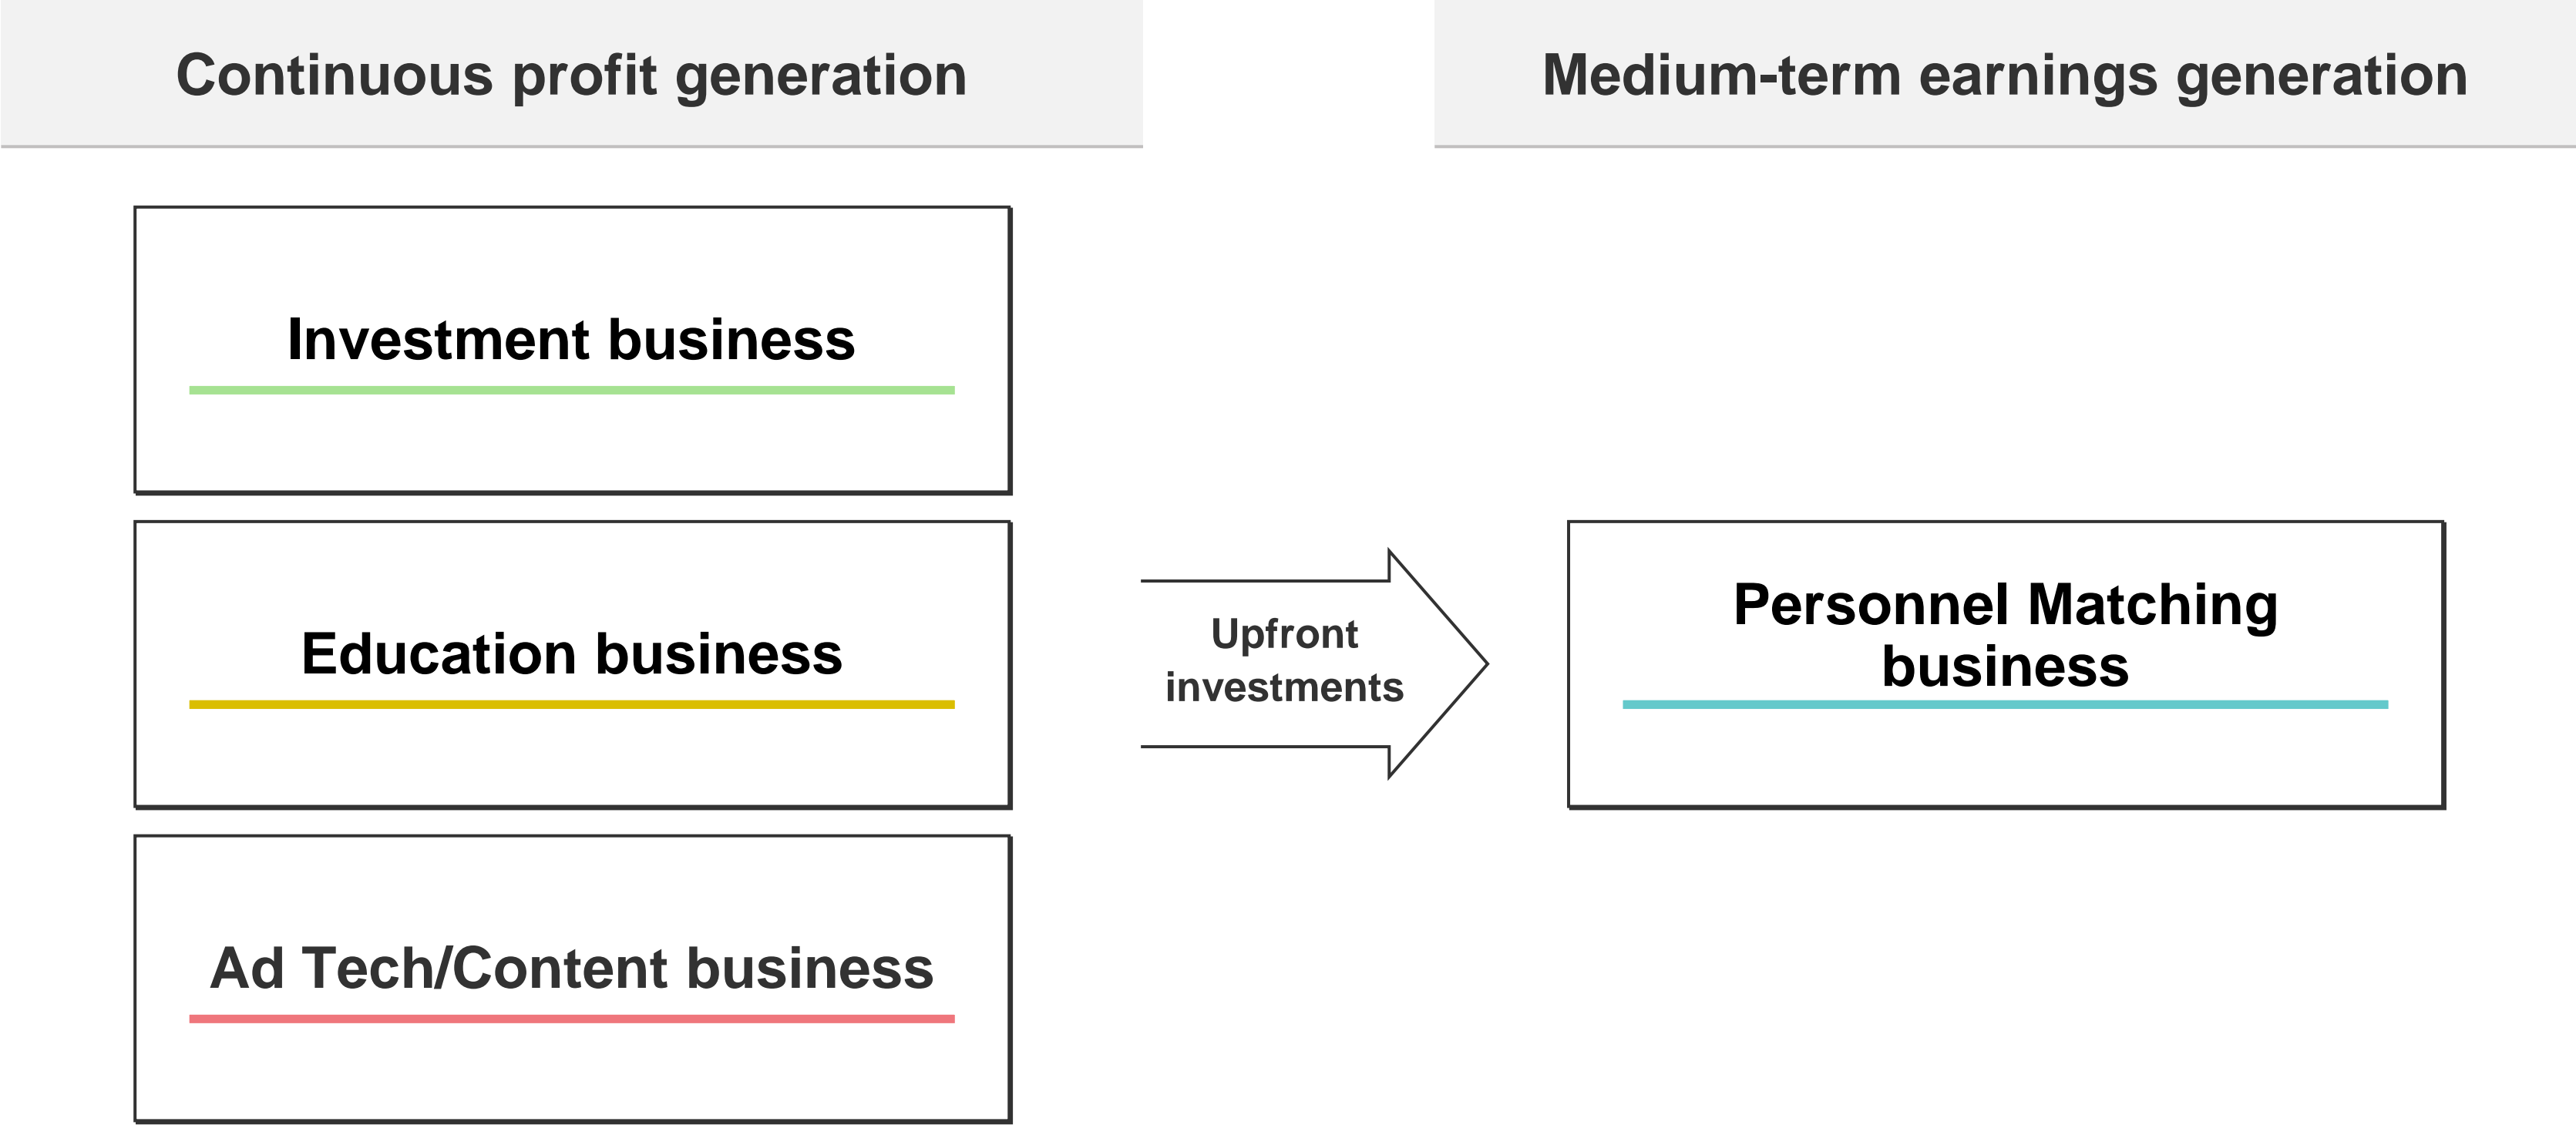 Continuous profit generation
Medium-term earnings generation
Investment business
Education business
Ad Tech/Content business
Upfront
investments
Personnel Matching
business